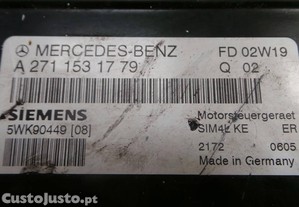 MERCEDES-BENZ FD 02W19
A 271 153 17 79 Q 02
SIEMENS Motorsteuergeraet
5WK90449 [08] SIM4L KE ER
2172 0605
Made in Germany
CustoJusto.pt